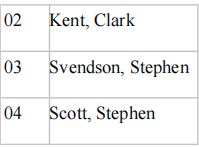 02 Kent, Clark
03 Svendson, Stephen
04 Scott, Stephen